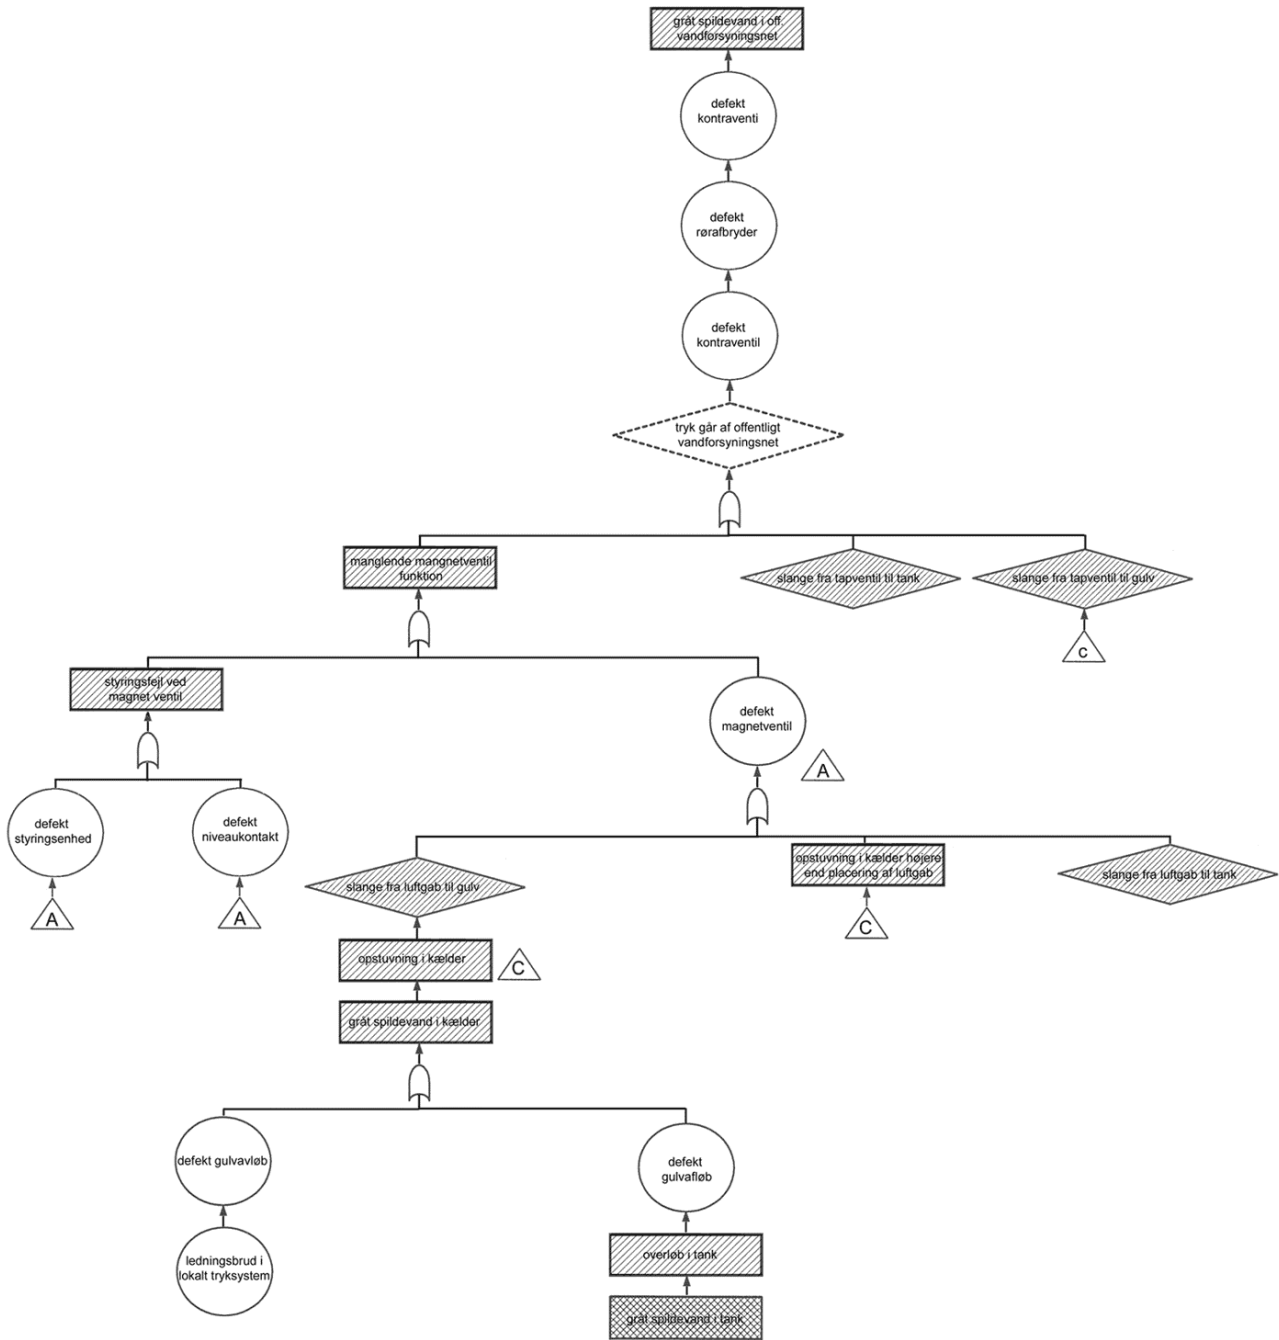 gråt spildevand i off.
vandforsyningsnet
defekt
kontraventi
defekt
rørafbryder
defekt
kontraventil
tryk går af offentligt
vandforsyningsnet
manglende mangnetventil
funktion
slange fra tapventil til tank
slange fra tapventil til gulv
c
styringsfejl ved
magnet ventil
defekt
magnetventil
A
defekt
styringsenhed
defekt
niveaukontakt
A
A
slange fra luftgab til gulv
opstuvning i kælder højere
end placering af luftgab
slange fra luftgab til tank
C
opstuvning i kælder
C
gråt spildevand i kælder
defekt gulvavløb
defekt
gulvafløb
ledningsbrud i
lokalt tryksystem
overløb i tank
gråt spildevand i tank